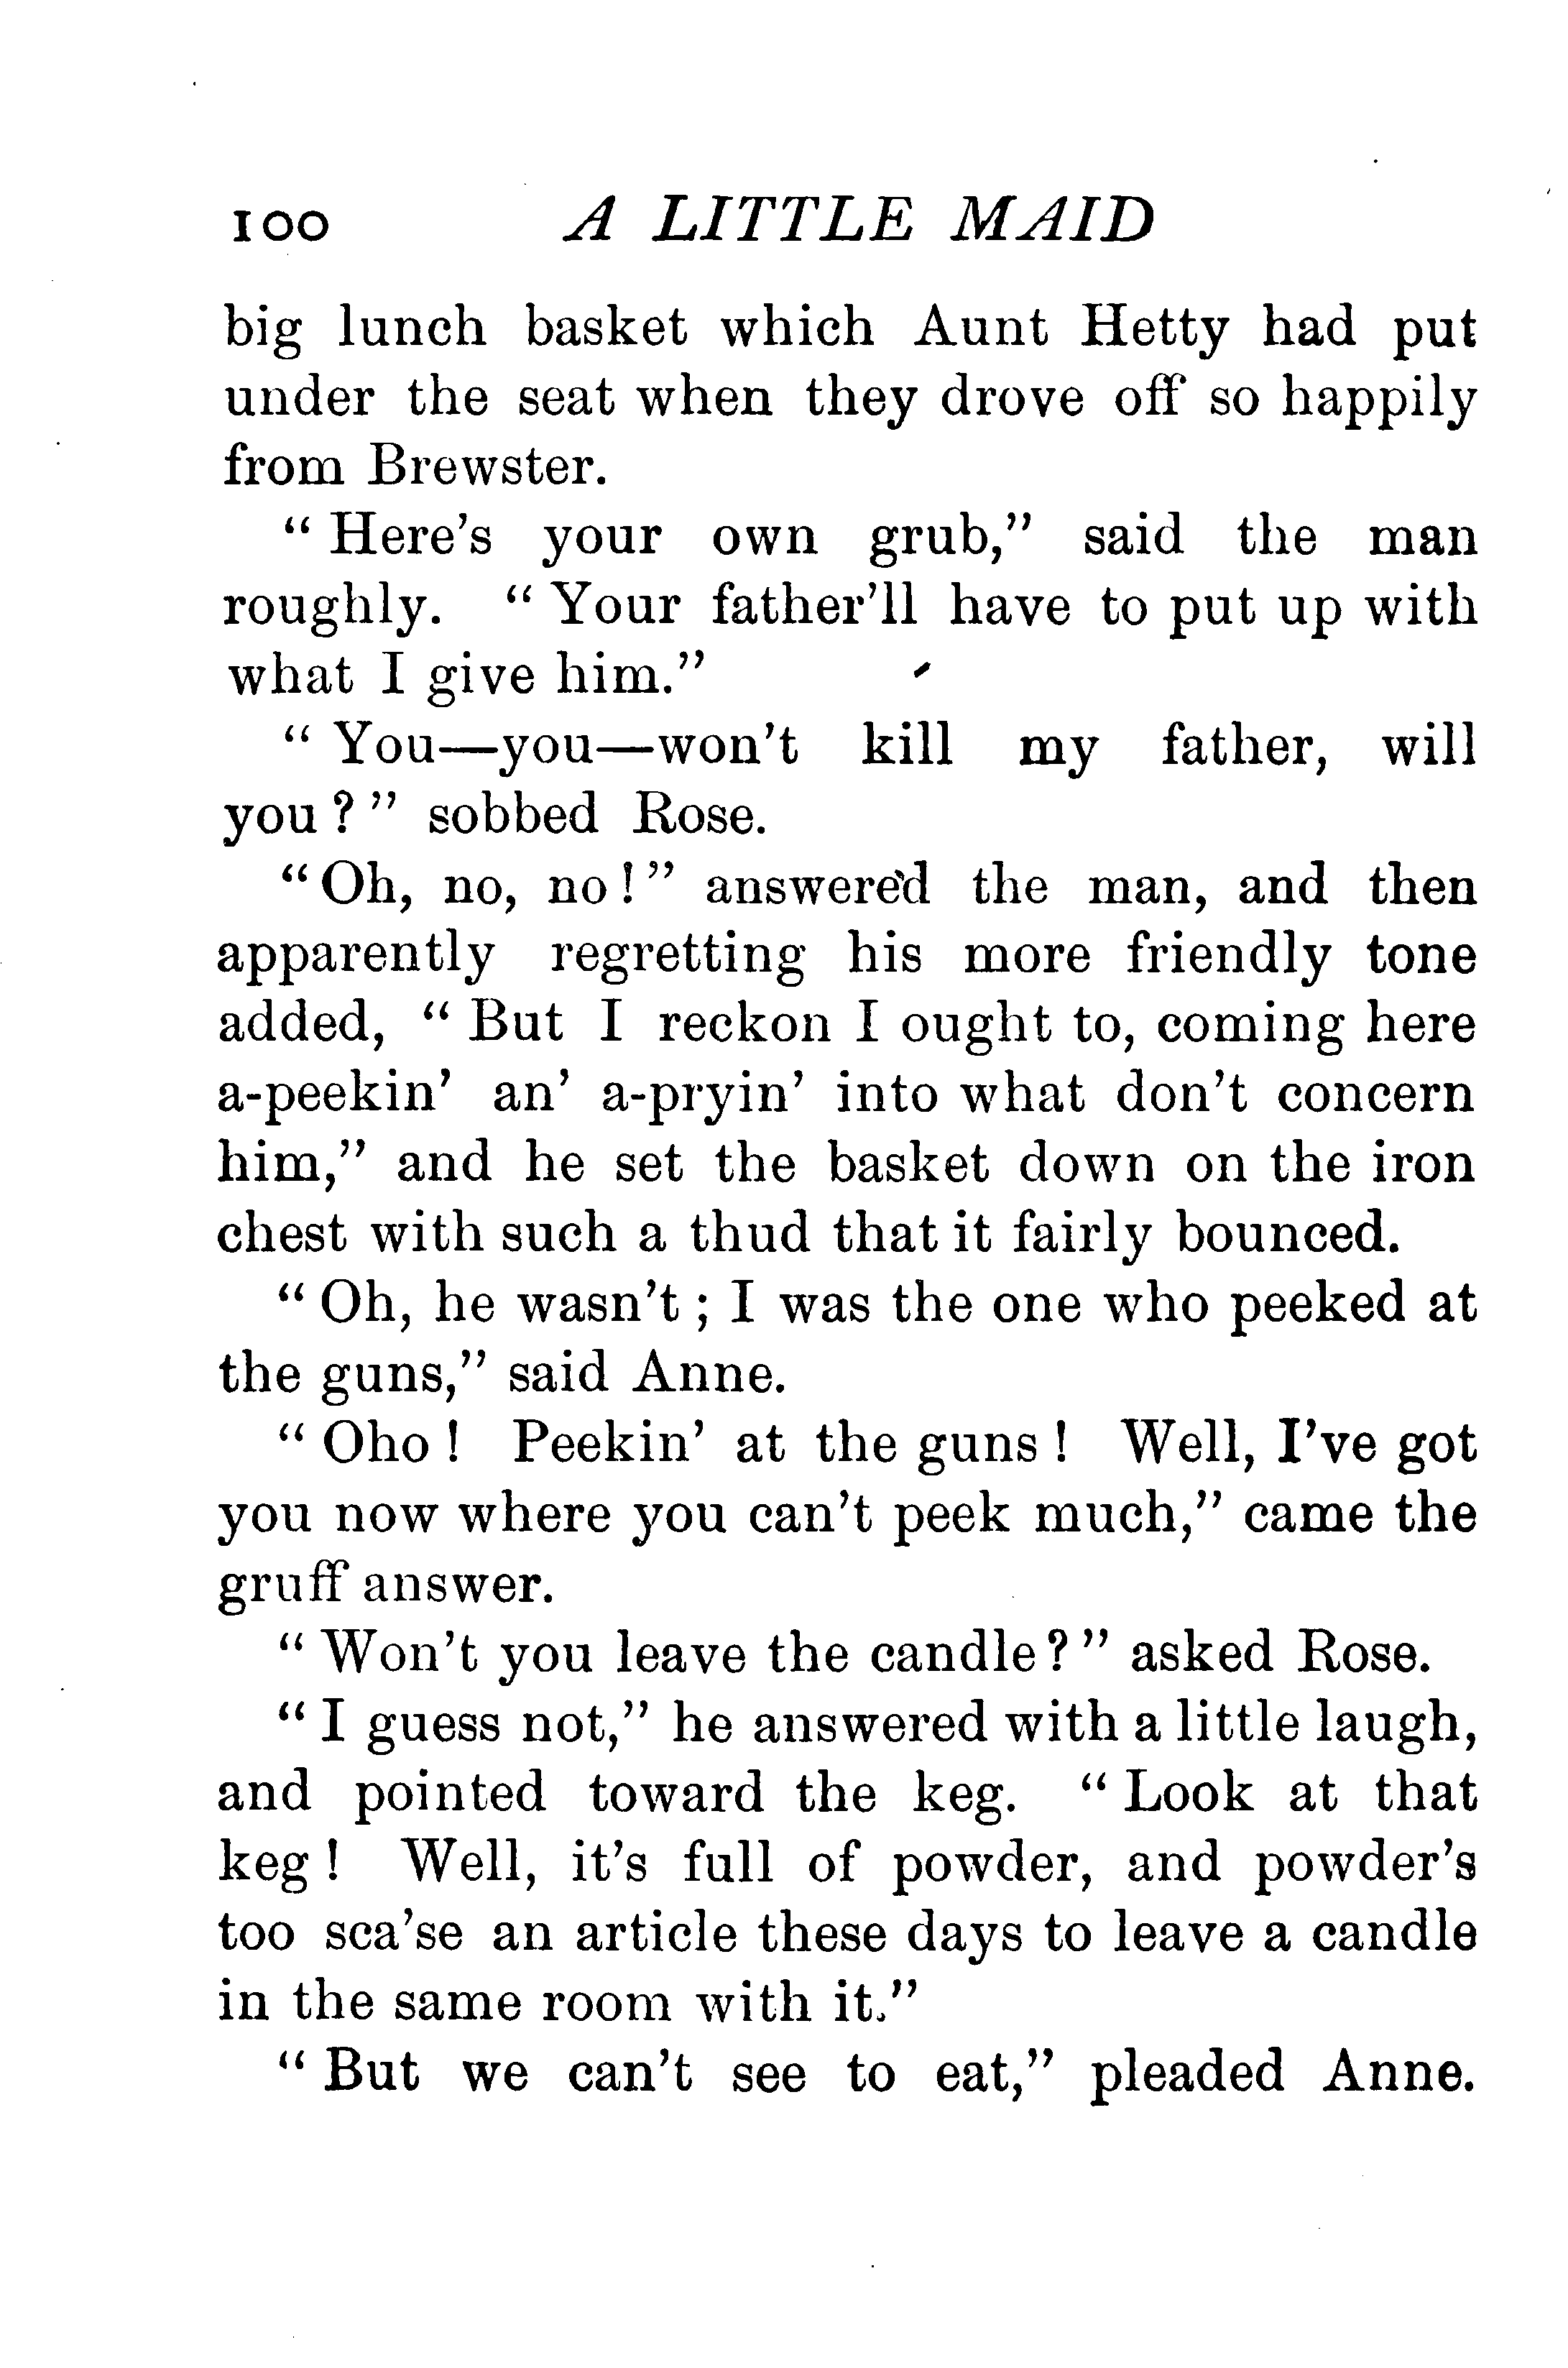 100 A LITTLE MAID
big lunch basket which Aunt Hetty had put
under the seat when they drove off so happily
from Brewster.
“Here's your own grub,” said the man
roughly. “Your father'll have to put up with
what I give him.”
“You—you—won't kill my father, will
you?” sobbed Rose.
“Oh, no, no!” answered the man, and then
apparently regretting his more friendly tone
added, “But I reckon I ought to, coming here
a-peekin' an' a-pryin' into what don't concern
him,” and he set the basket down on the iron
chest with such a thud that it fairly bounced.
“Oh, he wasn't; I was the one who peeked at
the guns,” said Anne.
“Oho! Peekin' at the guns! Well, I've got
you now where you can't peek much,” came the
gruff answer.
“Won't you leave the candle?” asked Rose.
“I guess not,” he answered with a little laugh,
and pointed toward the keg. “Look at that
keg! Well, it's full of powder, and powder's
too sca'se an article these days to leave a candle
in the same room with it.”
“But we can't see to eat,” pleaded Anne.